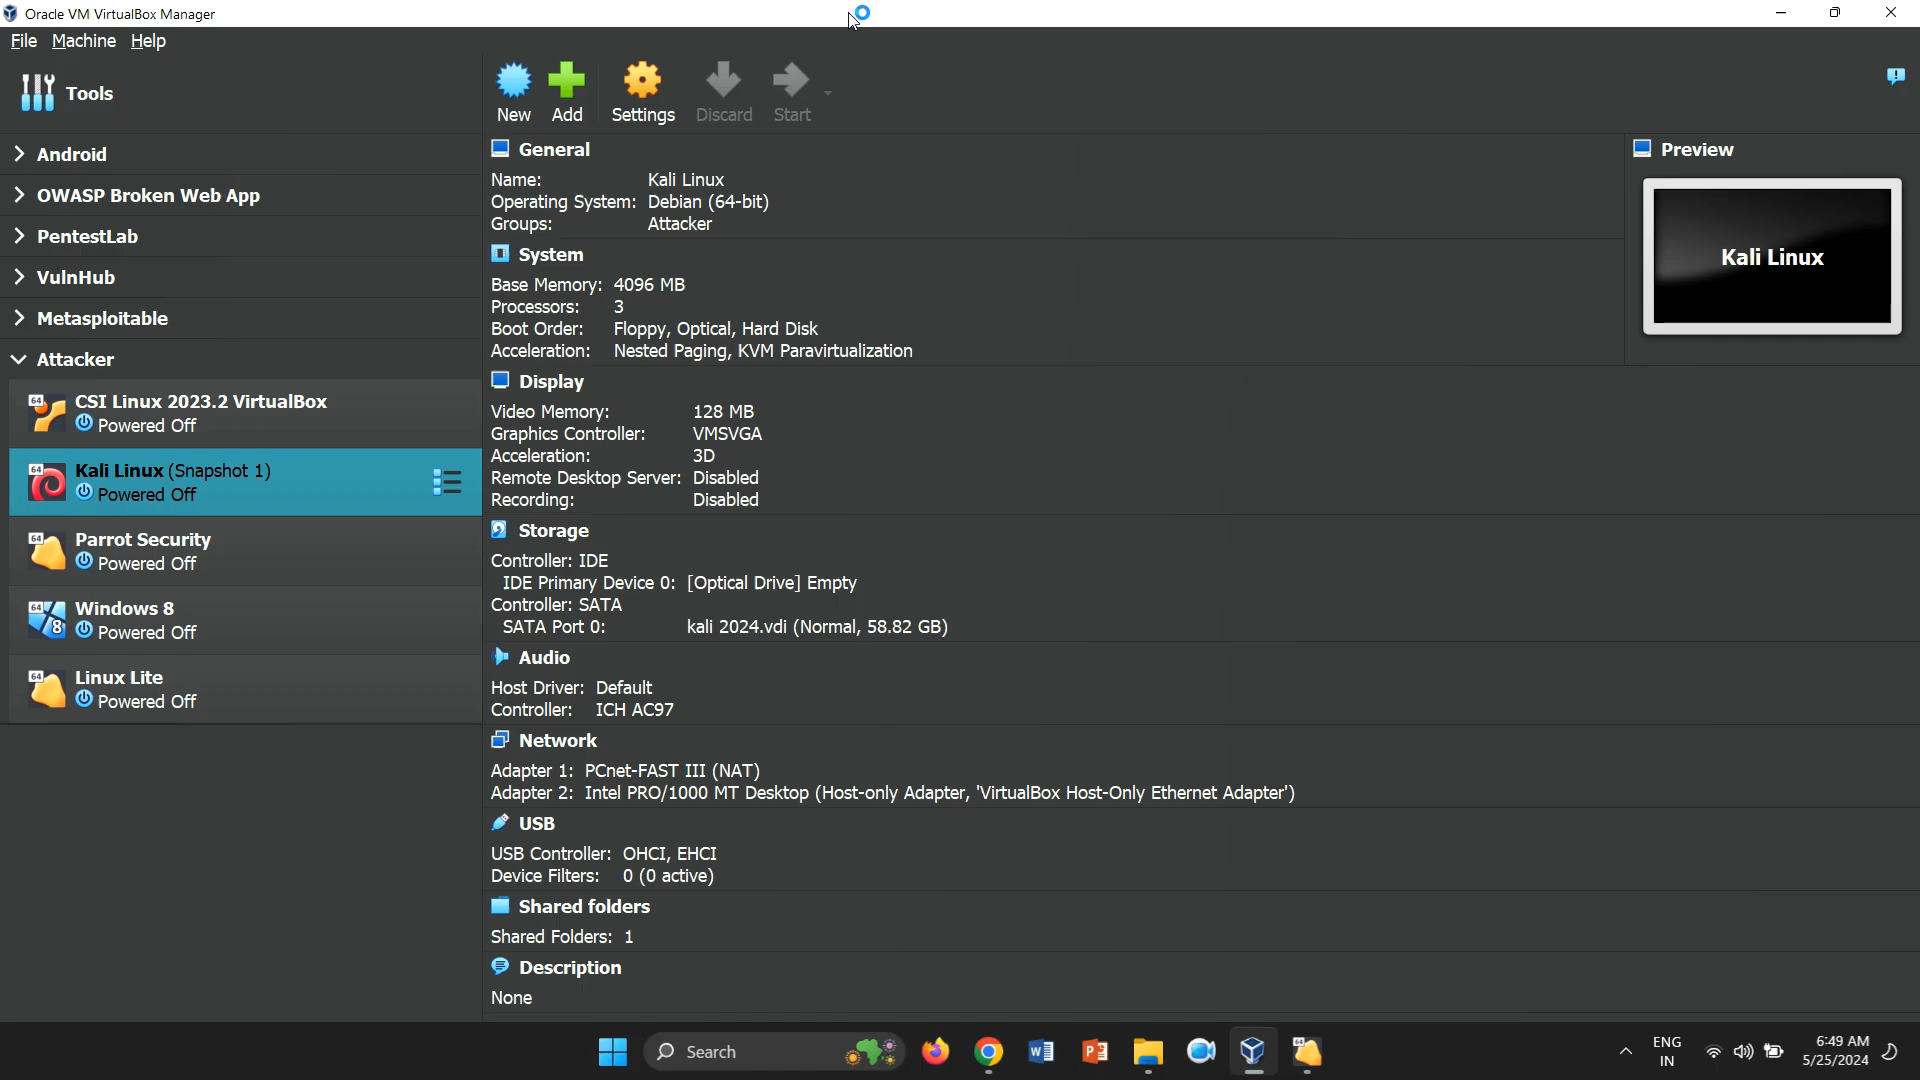 Oracle VM VirtualBox Manager
File Machine Help
Tools
New Add Settings Discard Start
Android
OWASP Broken Web App
PentestLab
VulnHub
Metasploitable
Attacker
64
CSI Linux 2023.2 VirtualBox
Powered Off
64
Kali Linux (Snapshot 1)
Powered Off
64
Parrot Security
Powered Off
64
8
Windows 8
Powered Off
64
Linux Lite
Powered Off
General
Name: Kali Linux
Operating System: Debian (64-bit)
Groups: Attacker
System
Base Memory: 4096 MB
Processors: 3
Boot Order: Floppy, Optical, Hard Disk
Acceleration: Nested Paging, KVM Paravirtualization
Display
Video Memory: 128 MB
Graphics Controller: VMSVGA
Acceleration: 3D
Remote Desktop Server: Disabled
Recording: Disabled
Storage
Controller: IDE
IDE Primary Device 0: [Optical Drive] Empty
Controller: SATA
SATA Port 0: kali 2024.vdi (Normal, 58.82 GB)
Audio
Host Driver: Default
Controller: ICH AC97
Network
Adapter 1: PCnet-FAST III (NAT)
Adapter 2: Intel PRO/1000 MT Desktop (Host-only Adapter, 'VirtualBox Host-Only Ethernet Adapter')
USB
USB Controller: OHCI, EHCI
Device Filters: 0 (0 active)
Shared folders
Shared Folders: 1
Description
None
Preview
Kali Linux
Search
ENG
IN
6:49 AM
5/25/2024